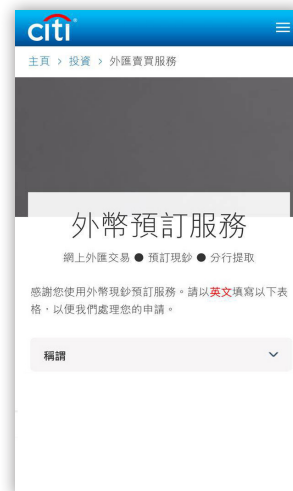 citi
主頁 > 投資 > 外匯賣買服務
外幣預訂服務
網上外匯交易 ● 預訂現鈔 ● 分行提取
感謝您使用外幣現鈔預訂服務。請以英文填寫以下表
格，以便我們處理您的申請。
稱謂